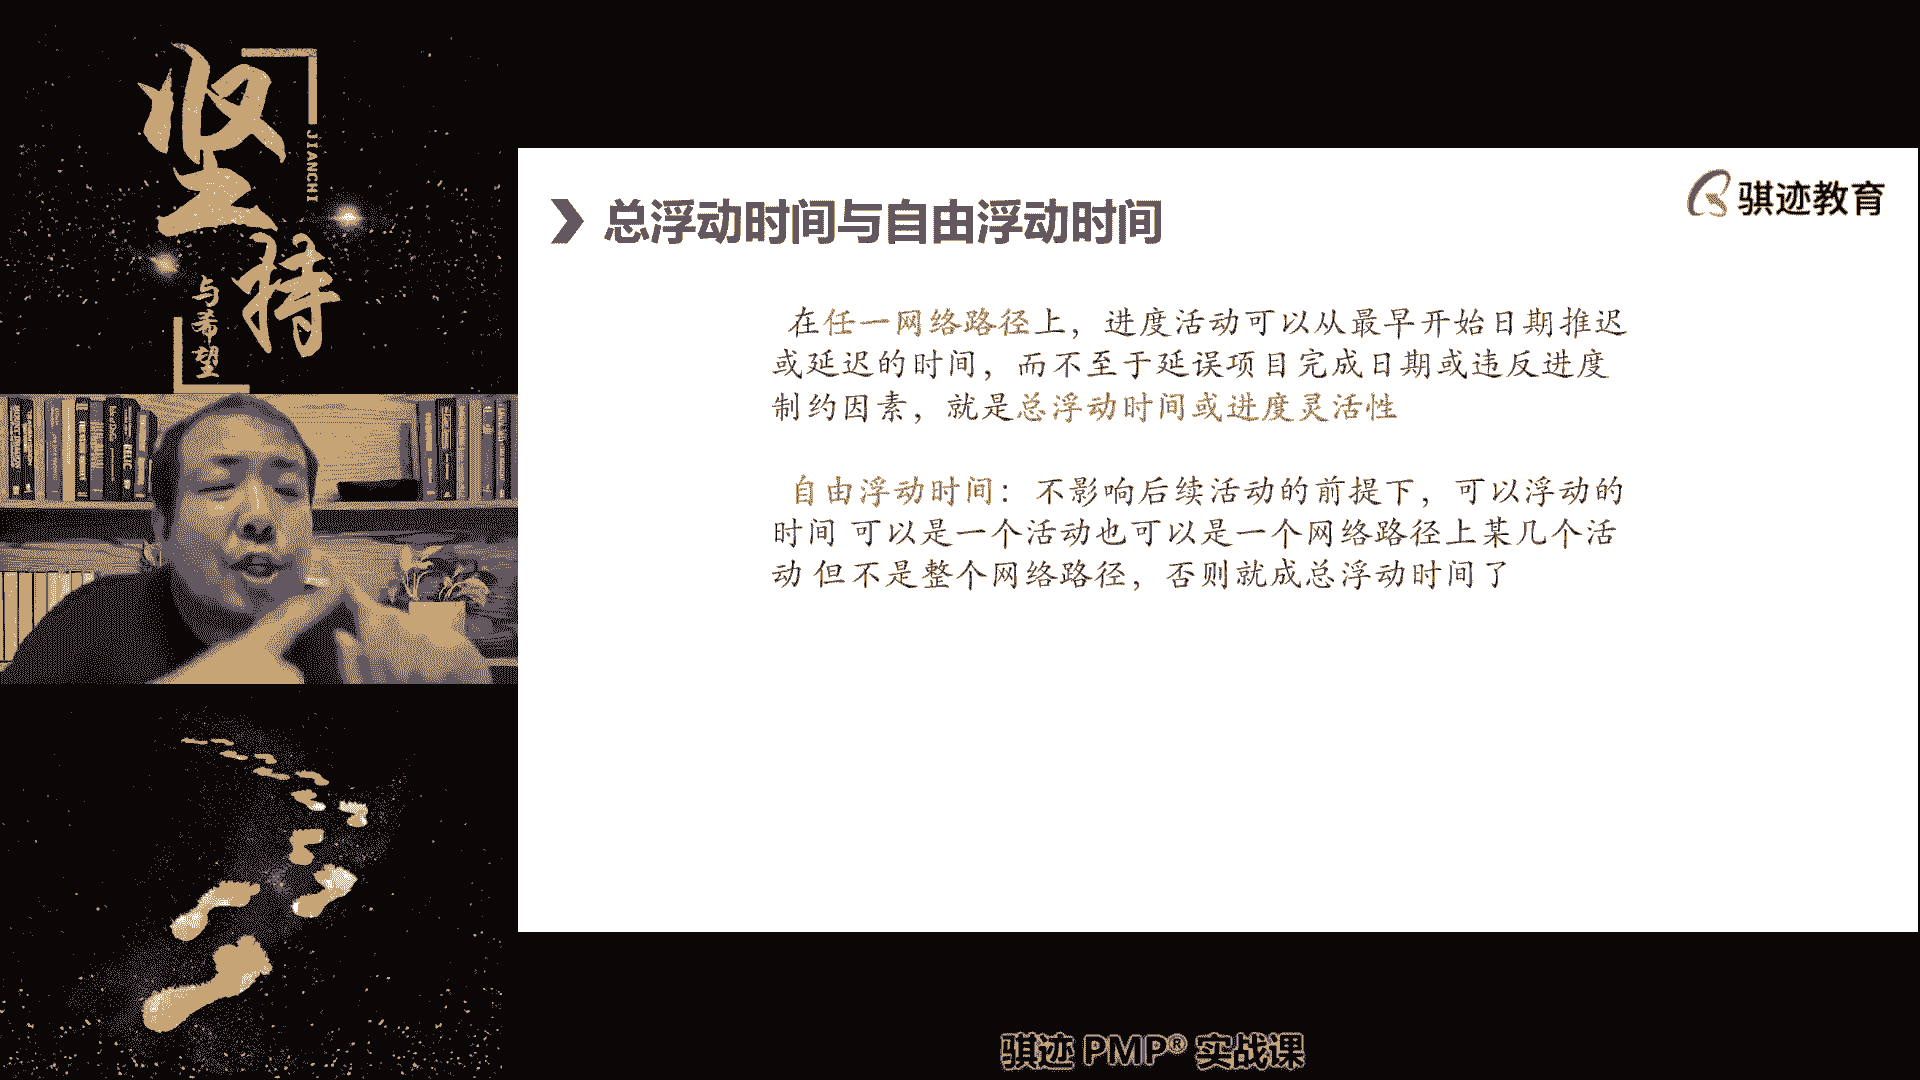 坚持
JIANCHI
与希望
骐迹教育
总浮动时间与自由浮动时间
在任一网络路径上，进度活动可以从最早开始日期推迟
或延迟的时间，而不至于延误项目完成日期或违反进度
制约因素，就是总浮动时间或进度灵活性
自由浮动时间：不影响后续活动的前提下，可以浮动的
时间 可以是一个活动也可以是一个网络路径上某几个活
动 但不是整个网络路径，否则就成总浮动时间了
骐迹 PMP® 实战课